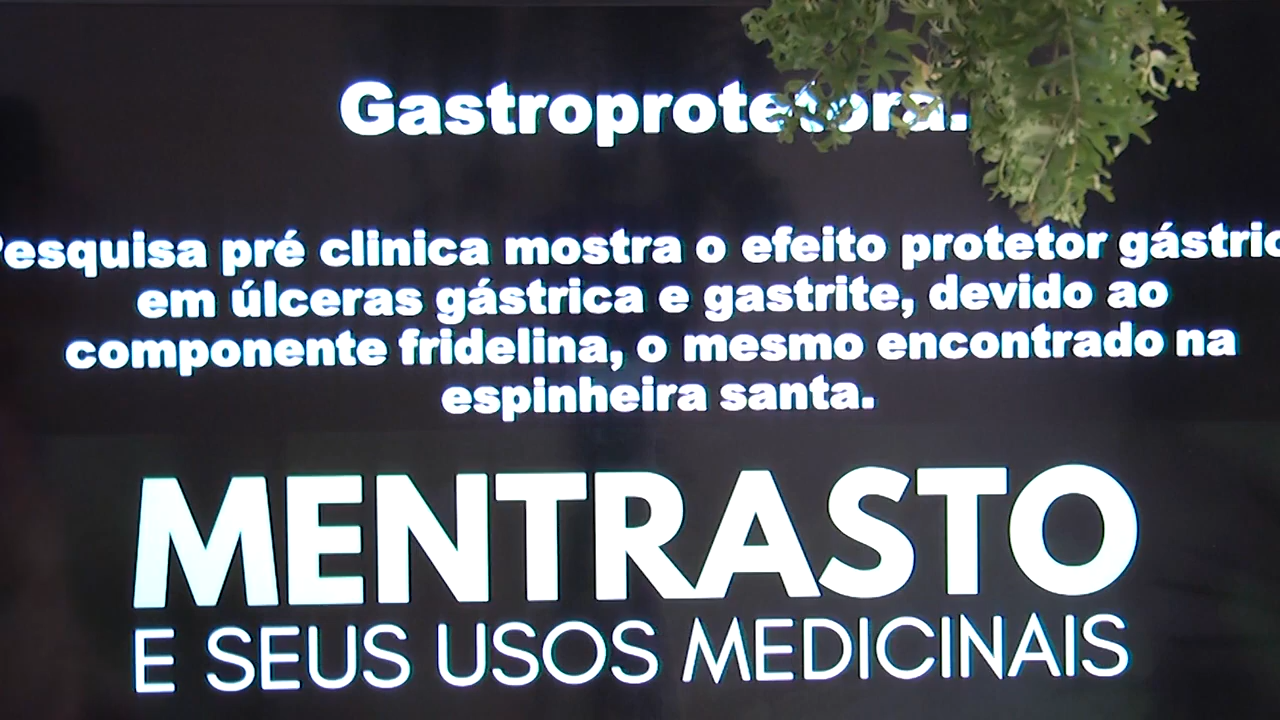 Gastroprotetora.
Pesquisa pré clinica mostra o efeito protetor gástric
em úlceras gástrica e gastrite, devido ao
componente fridelina, o mesmo encontrado na
espinheira santa.
MENTRASTO
E SEUS USOS MEDICINAIS